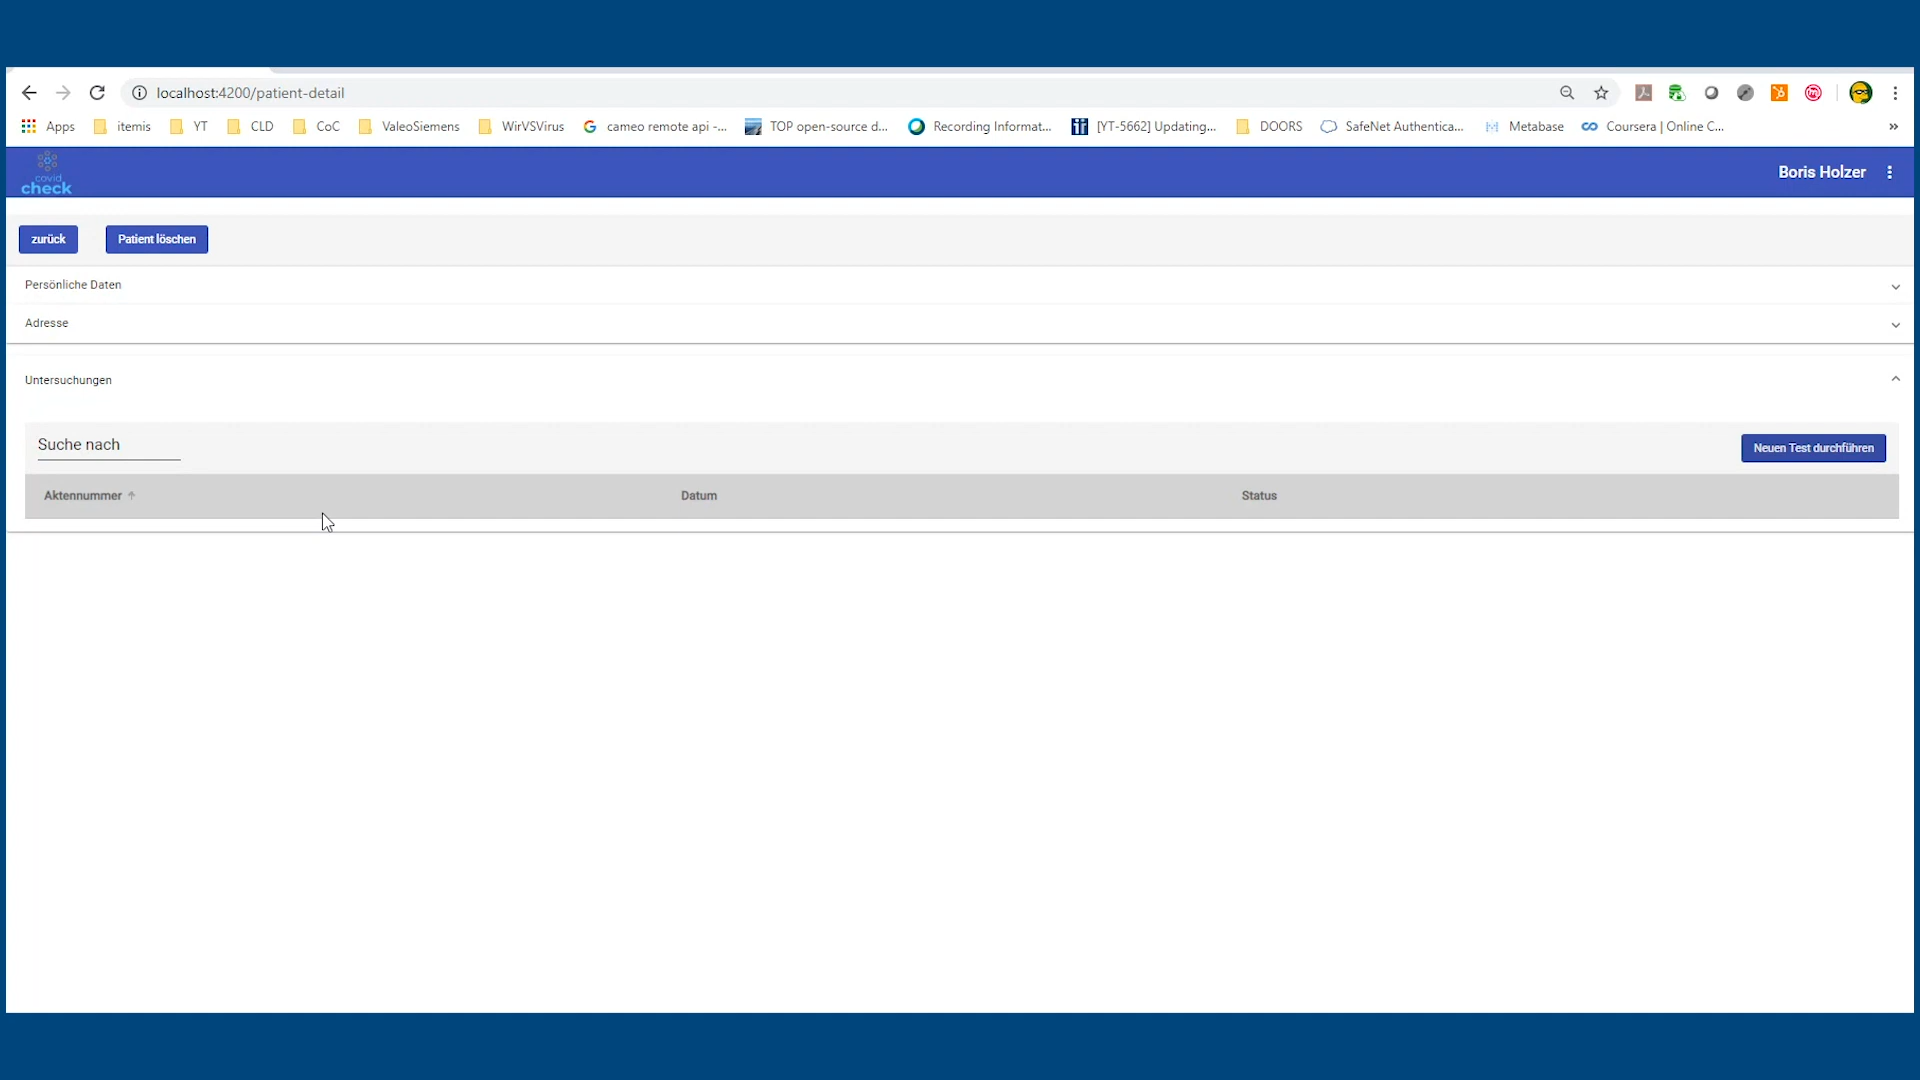 localhost:4200/patient-detail
Apps itemis YT CLD CoC ValeoSiemens WirVSVirus cameo remote api -... TOP open-source d... Recording Informat... [YT-5662] Updating... DOORS SafeNet Authentica... Metabase Coursera | Online C... »
covid
check
Boris Holzer
zurück Patient löschen
Persönliche Daten
Adresse
Untersuchungen
Suche nach
Neuen Test durchführen
Aktennummer Datum Status